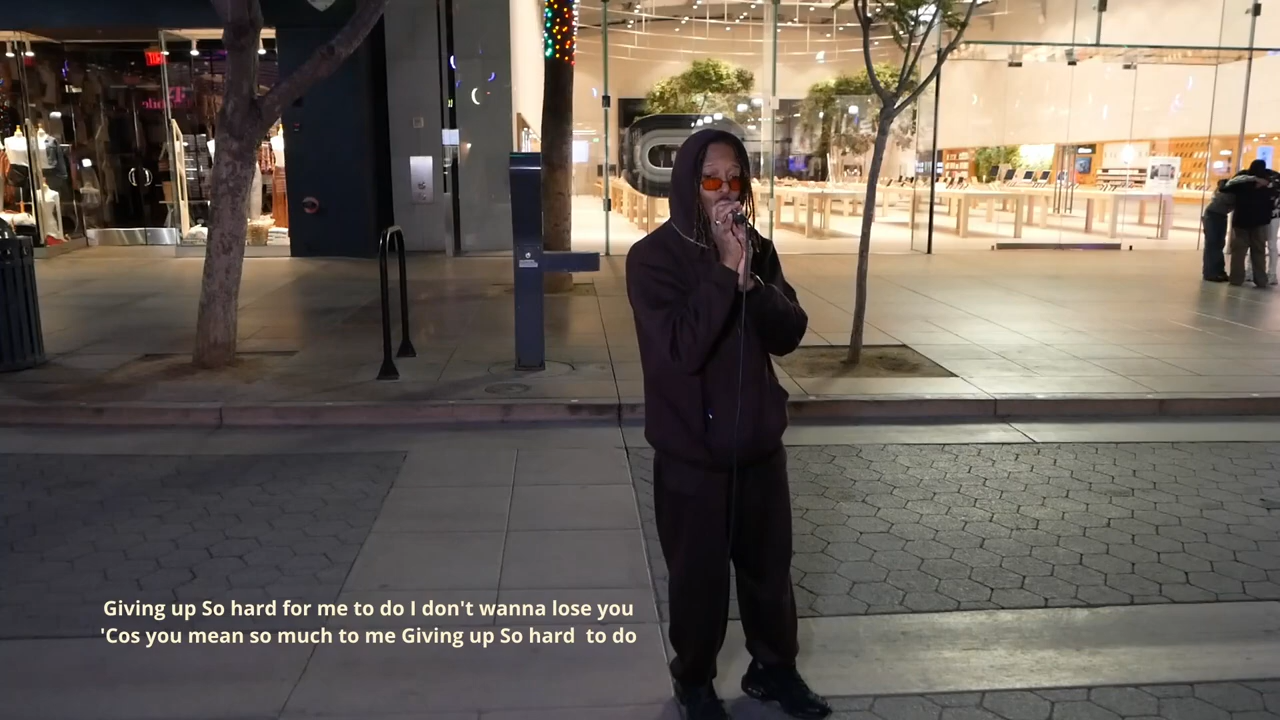 Giving up So hard for me to do I don't wanna lose you
'Cos you mean so much to me Giving up So hard  to do